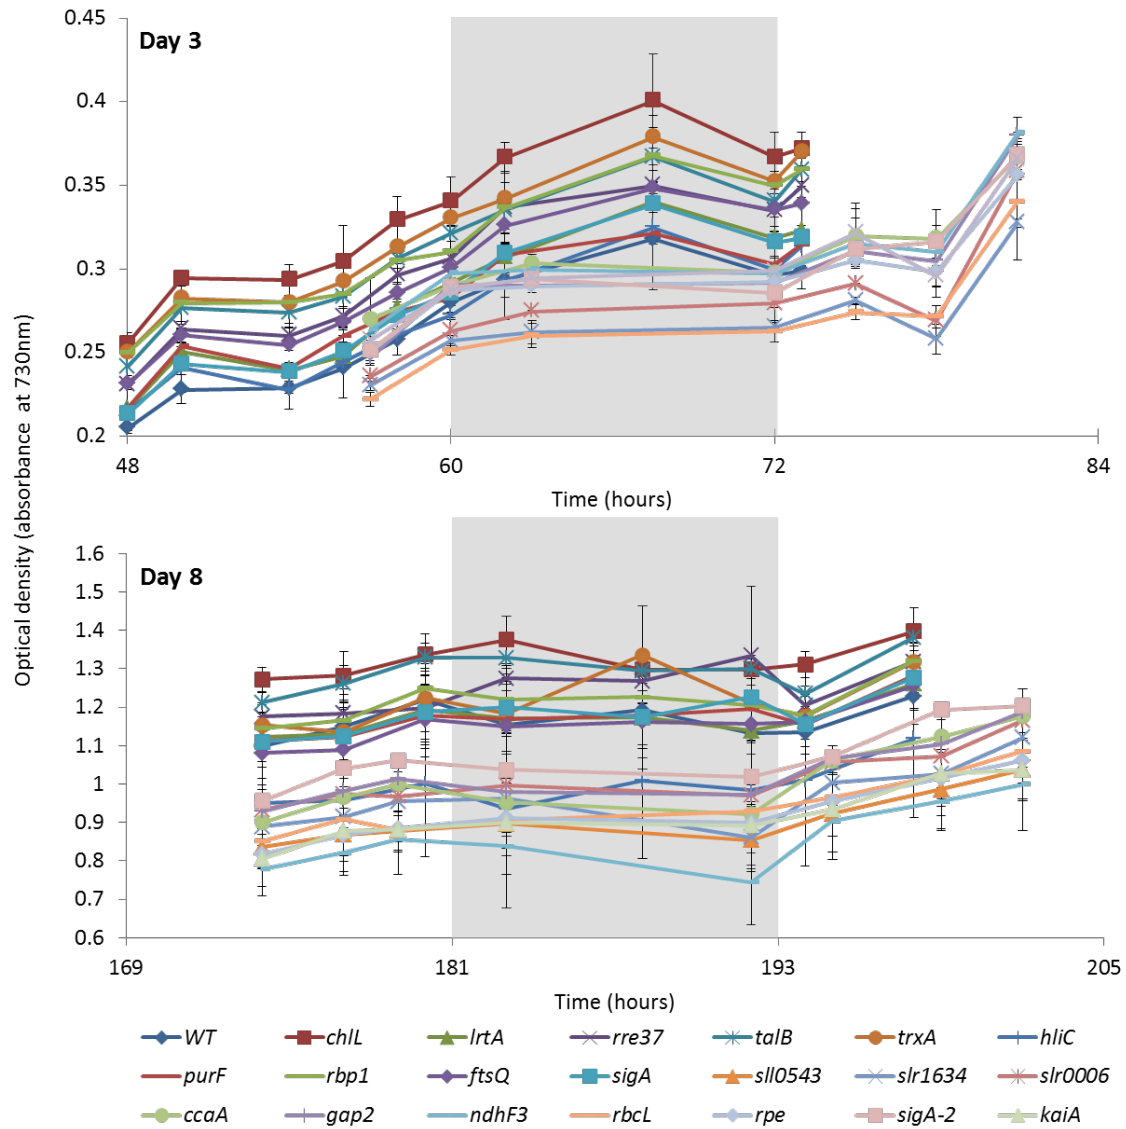 Optical density (absorbance at 730nm)
0.45
Day 3
0.4
0.35
0.3
0.25
0.2
48 60 72 84
Time (hours)
1.6
Day 8
1.5
1.4
1.3
1.2
1.1
1
0.9
0.8
0.7
0.6
169 181 193 205
Time (hours)
WT chlL lrtA rre37 talB trxA hliC
purF rbp1 ftsQ sigA sll0543 slr1634 slr0006
ccaA gap2 ndhF3 rbcL rpe sigA-2 kaiA